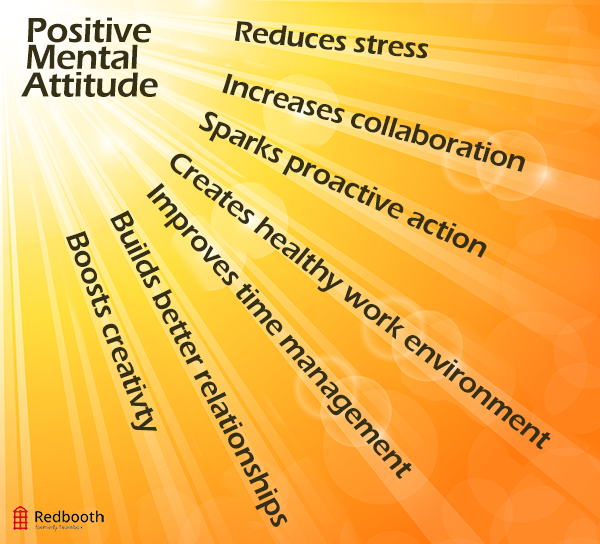 Positive
Mental
Attitude
Reduces stress
Increases collaboration
Sparks proactive action
Creates healthy work environment
Improves time management
Builds better relationships
Boosts creativty
Redbooth
formerly Teambox